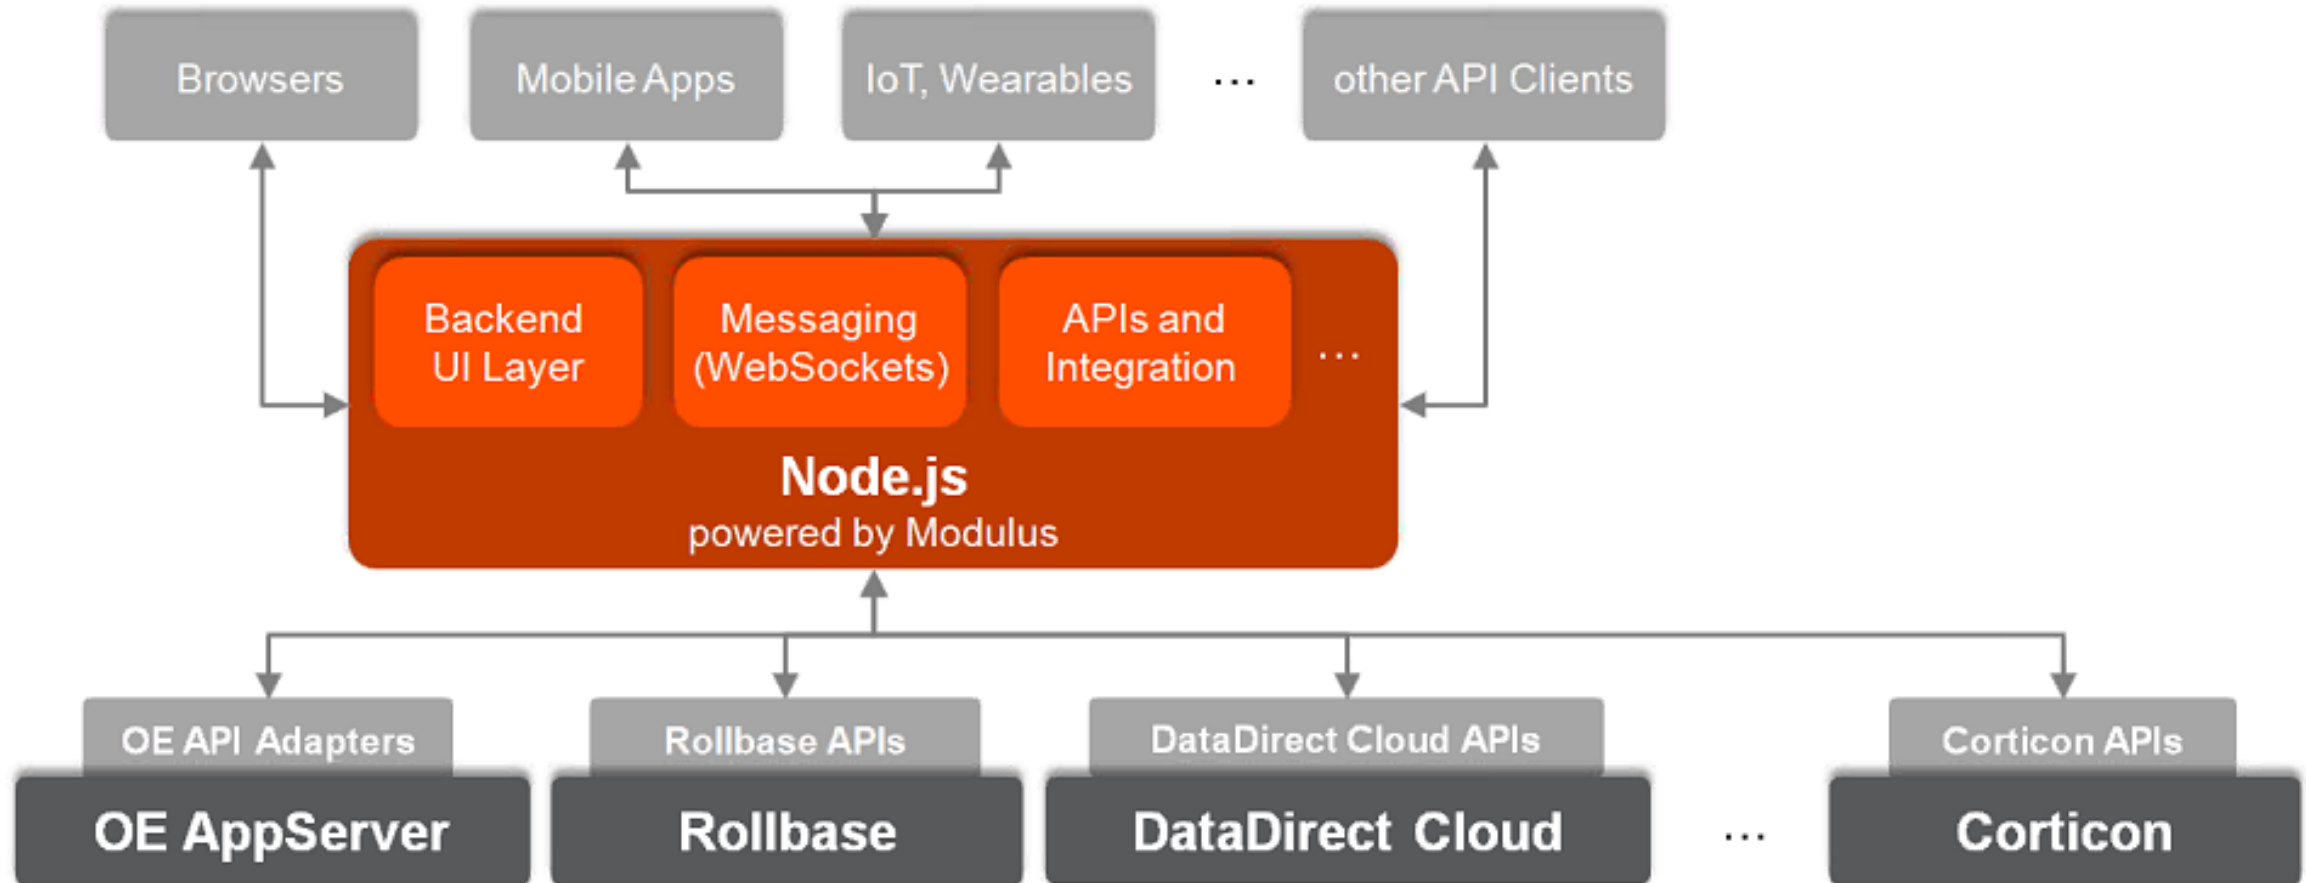 Browsers
Mobile Apps
IoT, Wearables
...
other API Clients
Backend
UI Layer
Messaging
(WebSockets)
APIs and
Integration
...
Node.js
powered by Modulus
OE API Adapters
Rollbase APIs
DataDirect Cloud APIs
Corticon APIs
OE AppServer
Rollbase
DataDirect Cloud
...
Corticon